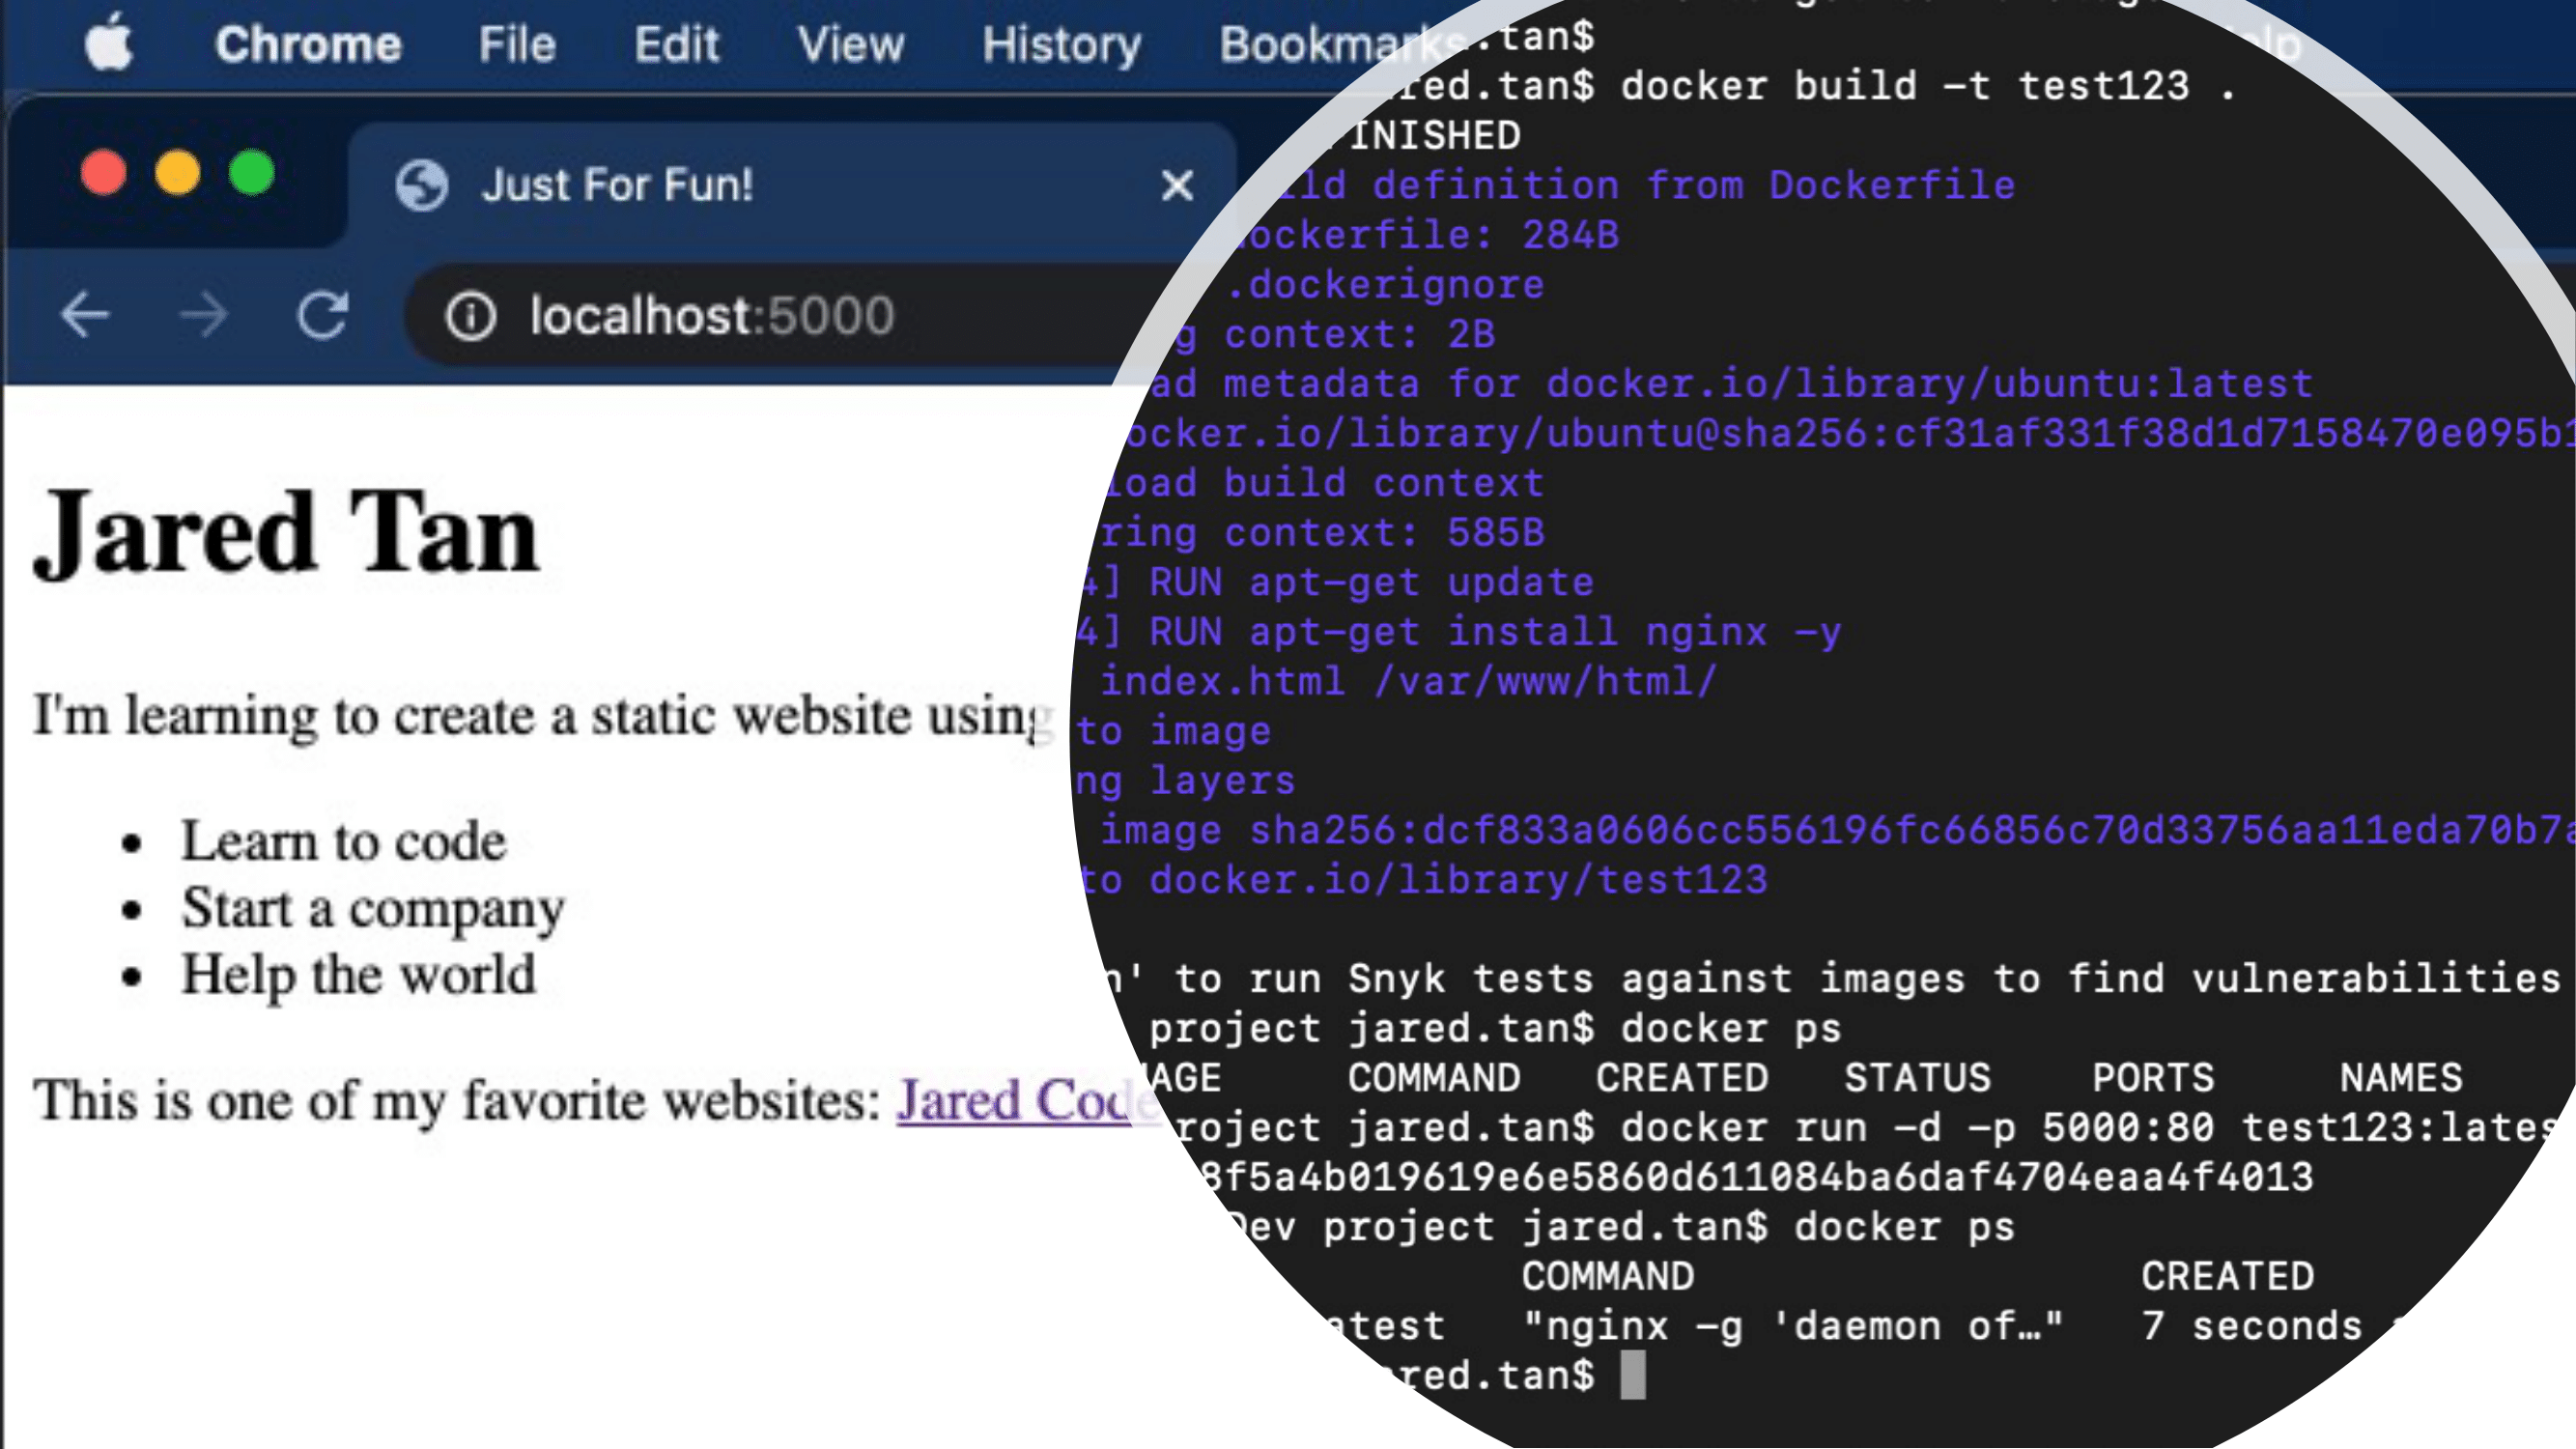 Chrome File Edit View History Bookmarks
Just For Fun!
localhost:5000
Jared Tan
I'm learning to create a static website using
Learn to code
Start a company
Help the world
This is one of my favorite websites: Jared Code
.tan$
red.tan$ docker build -t test123 .
FINISHED
ild definition from Dockerfile
ockerfile: 284B
.dockerignore
g context: 2B
ad metadata for docker.io/library/ubuntu:latest
ocker.io/library/ubuntu@sha256:cf31af331f38d1d7158470e095b1
load build context
ring context: 585B
4] RUN apt-get update
4] RUN apt-get install nginx -y
index.html /var/www/html/
to image
ng layers
image sha256:dcf833a0606cc556196fc66856c70d33756aa11eda70b7a
to docker.io/library/test123
n' to run Snyk tests against images to find vulnerabilities
project jared.tan$ docker ps
AGE COMMAND CREATED STATUS PORTS NAMES
roject jared.tan$ docker run -d -p 5000:80 test123:lates
8f5a4b019619e6e5860d611084ba6daf4704eaa4f4013
Dev project jared.tan$ docker ps
COMMAND CREATED
atest "nginx -g 'daemon of…" 7 seconds
red.tan$